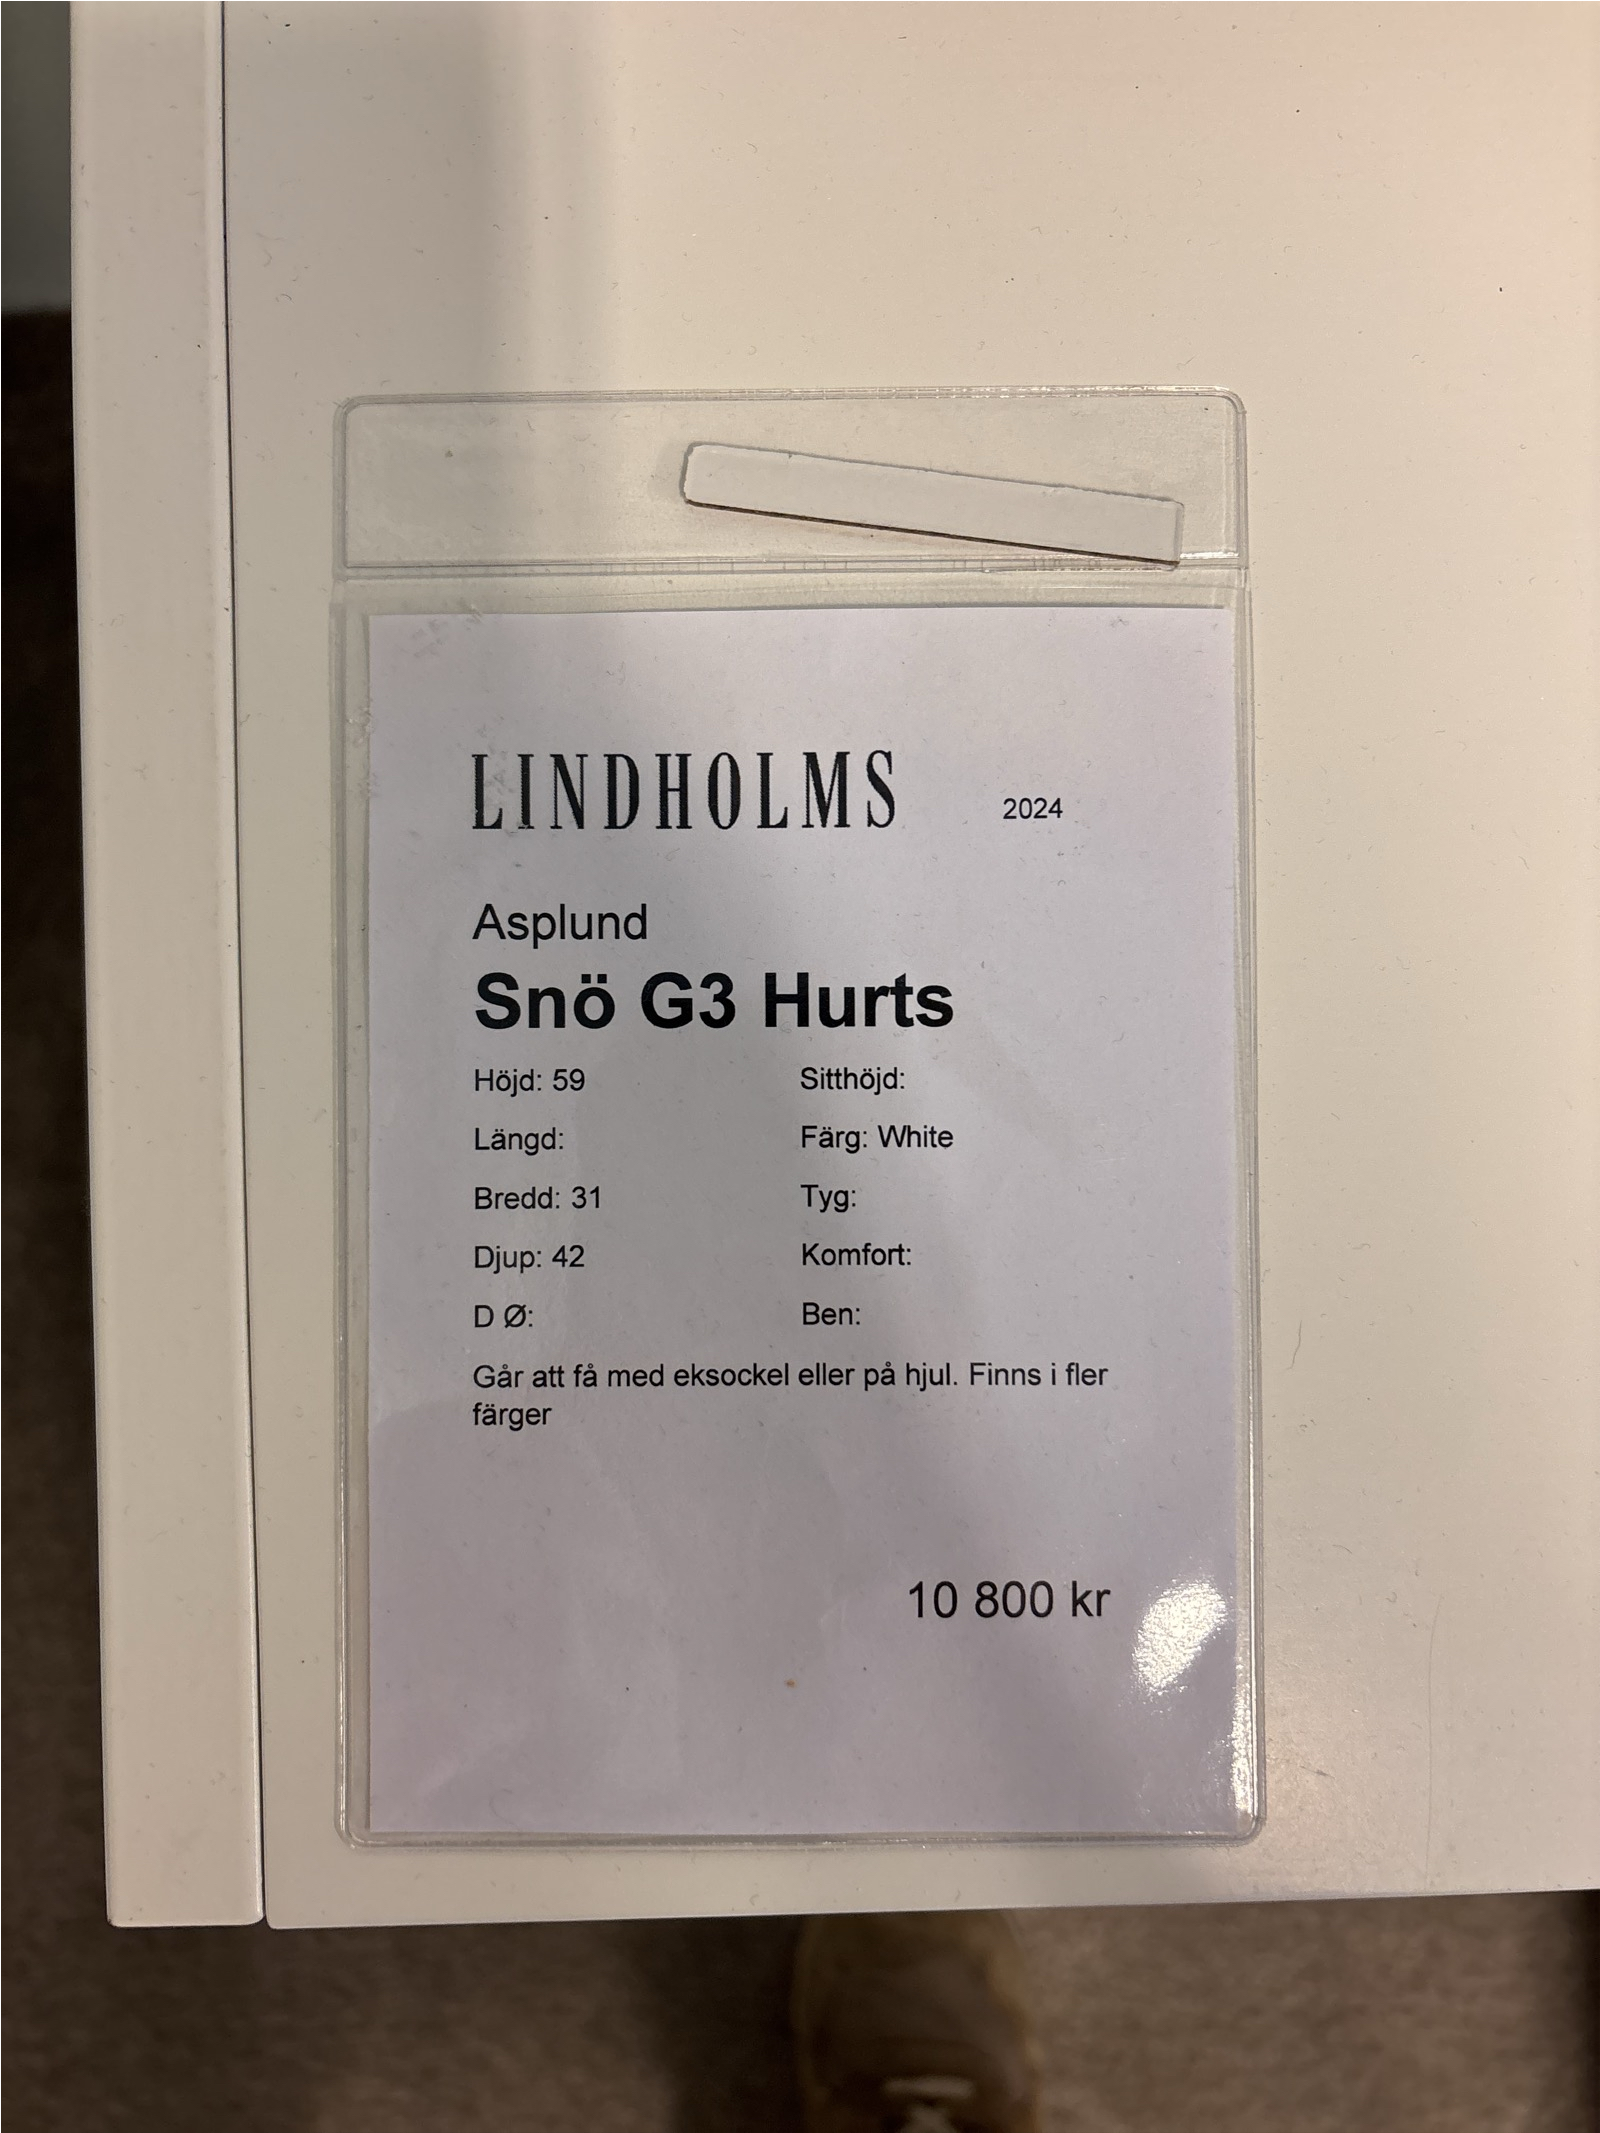 LINDHOLMS 2024
Asplund
Snö G3 Hurts
Höjd: 59 Sitthöjd:
Längd: Färg: White
Bredd: 31 Tyg:
Djup: 42 Komfort:
D Ø: Ben:
Går att få med eksockel eller på hjul. Finns i fler
färger
10 800 kr